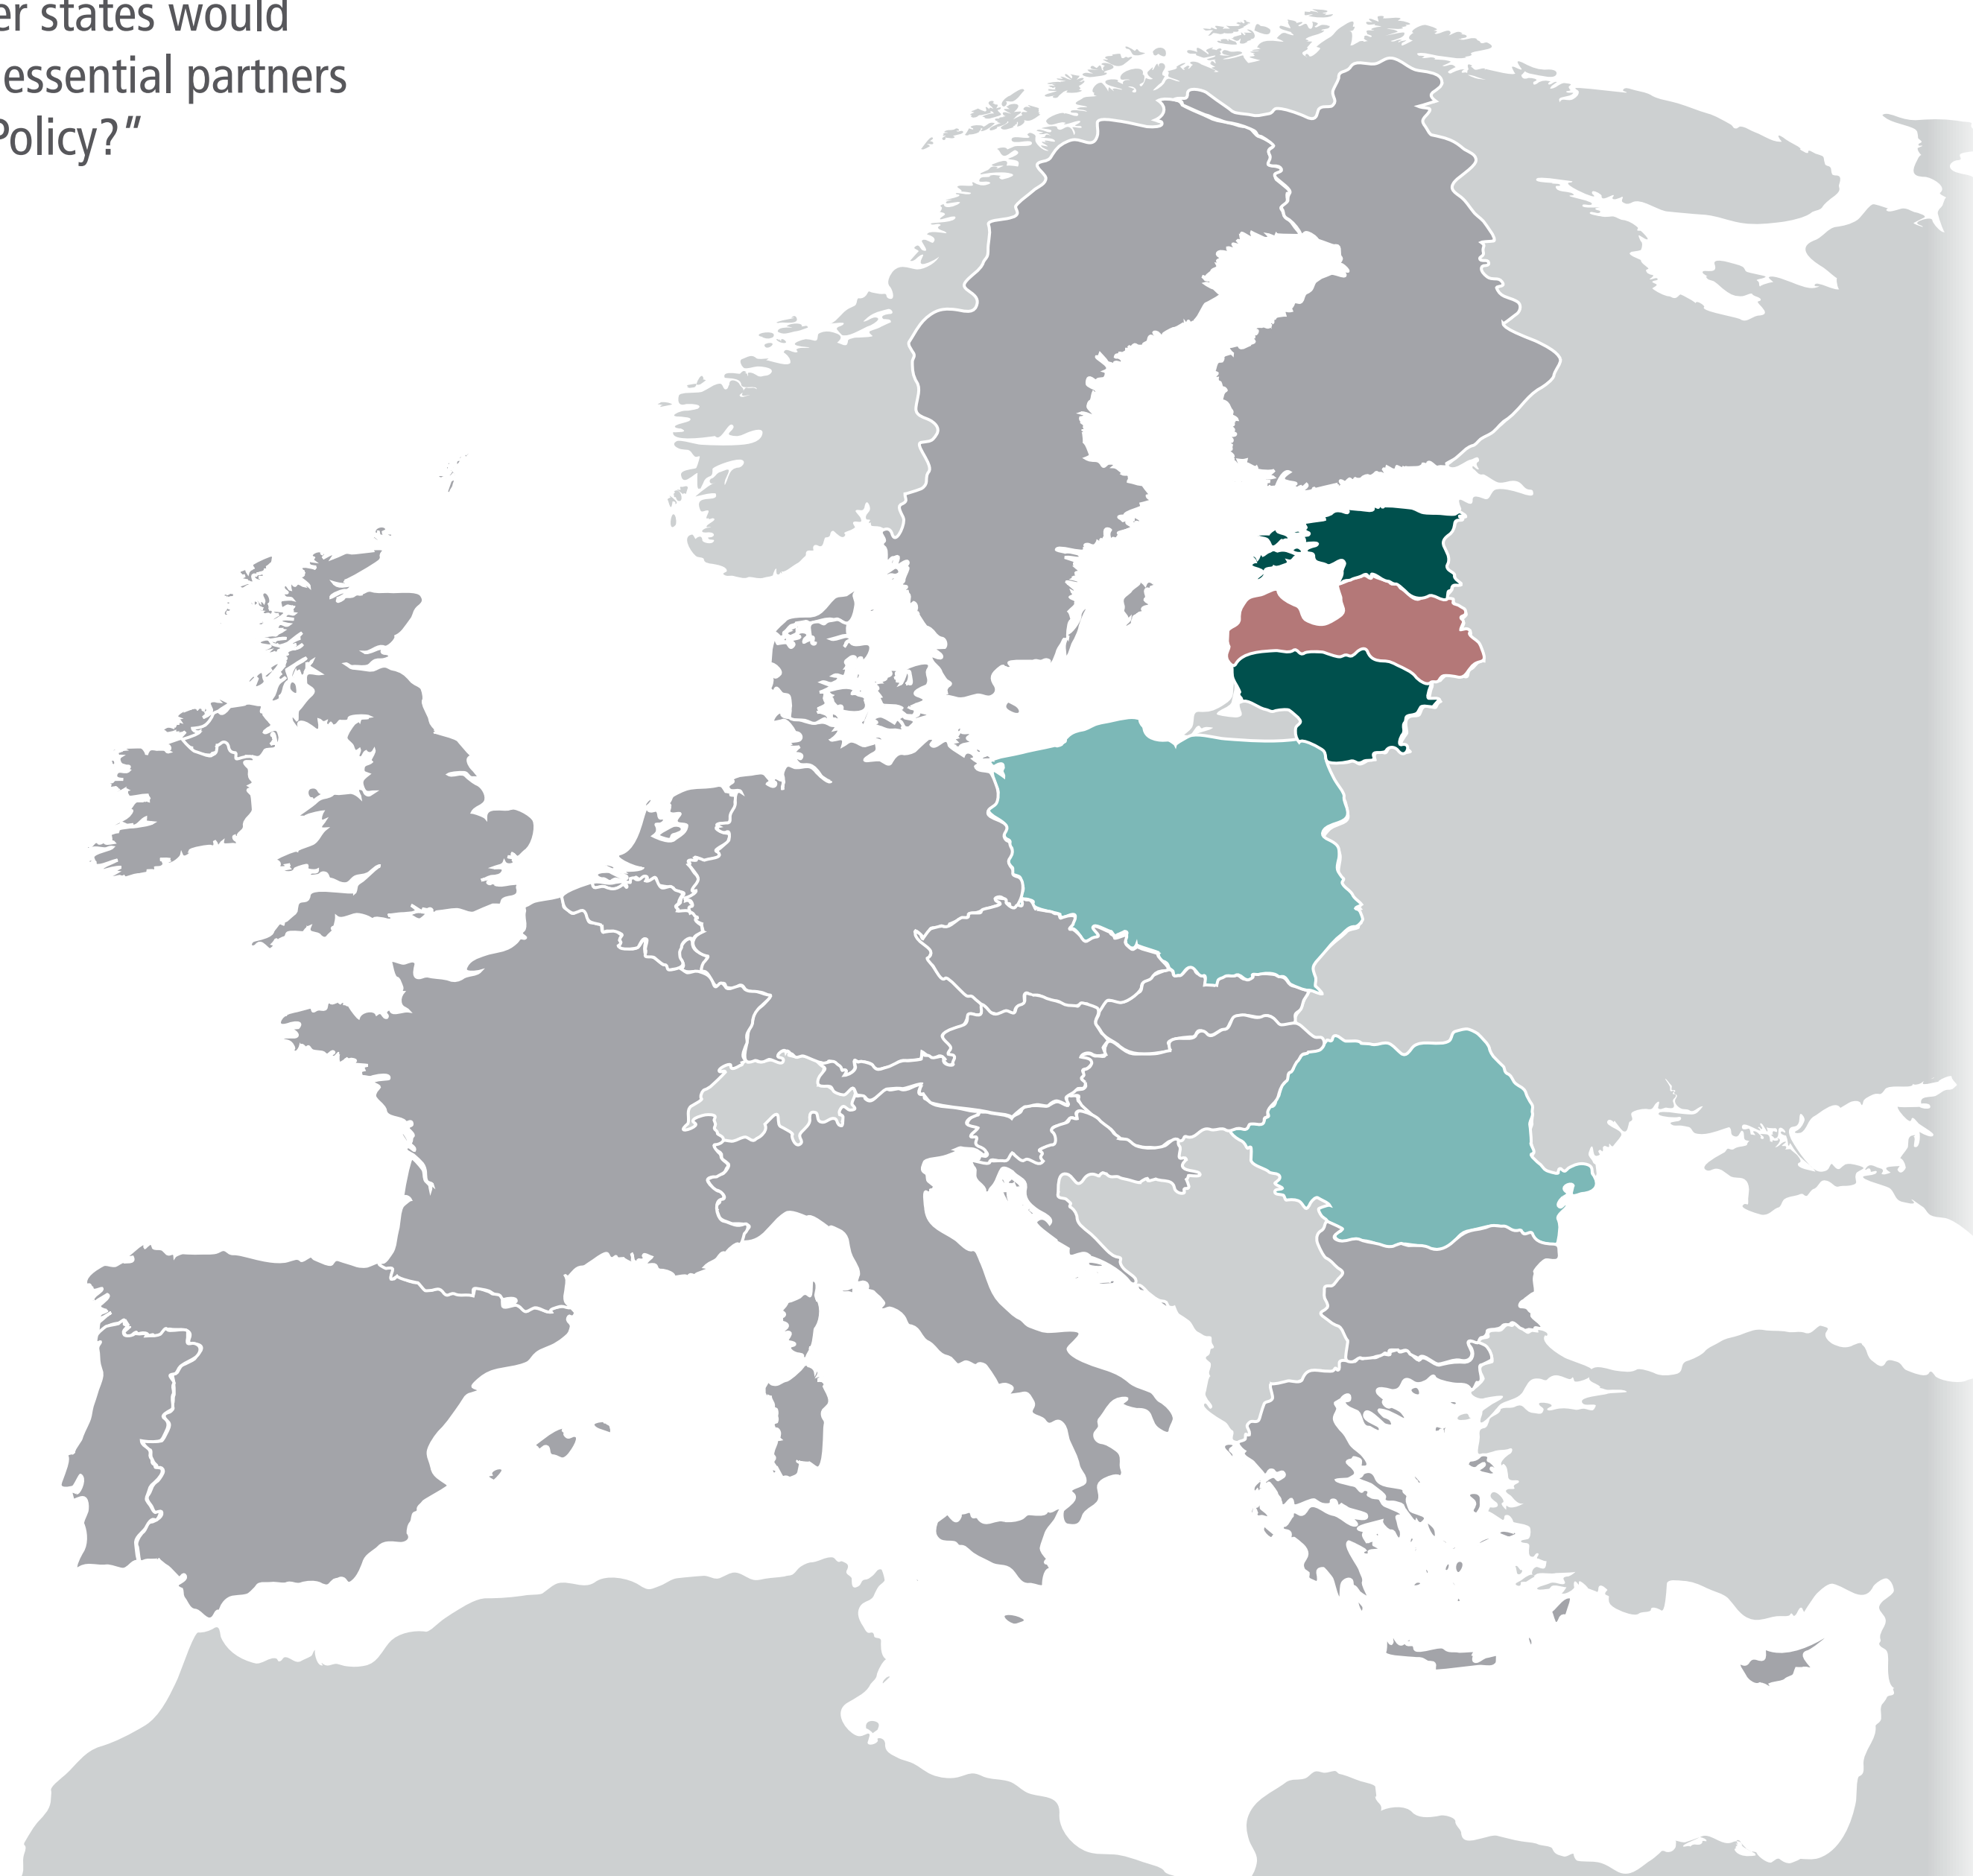 er states would
essential partners
Policy?”